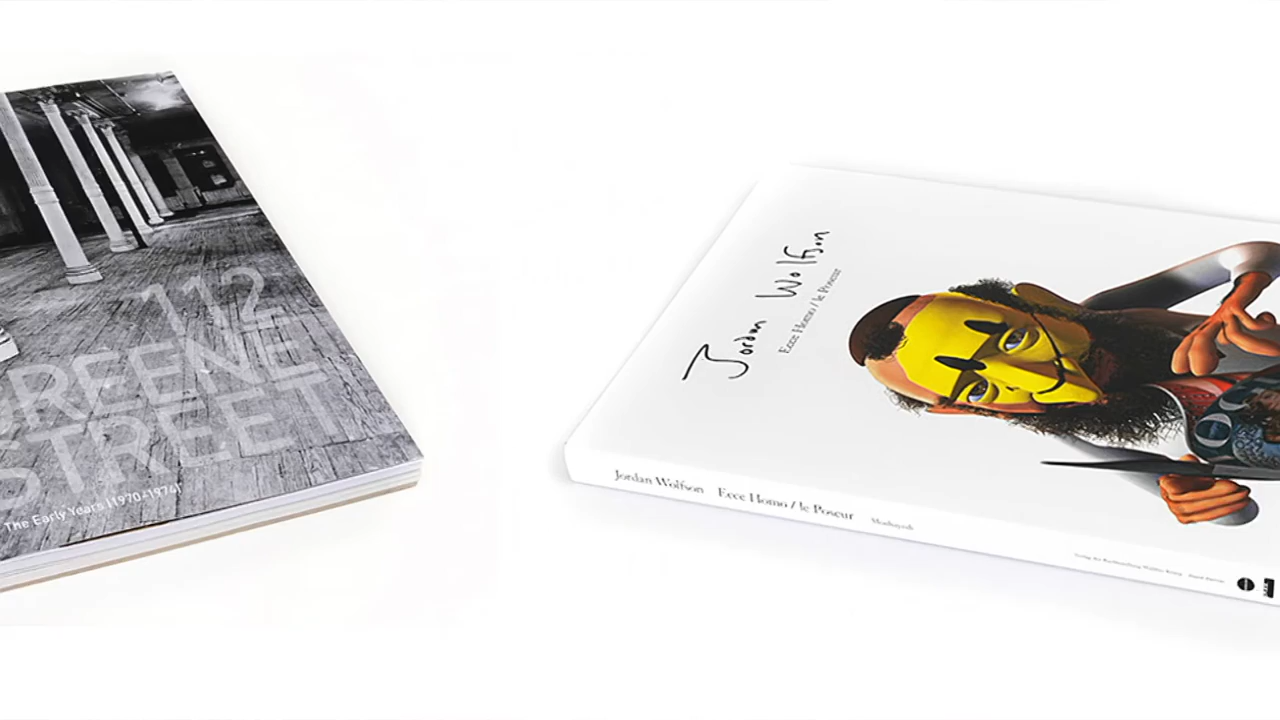 112
GREENE
STREET
The Early Years (1970–1974)
Jordan Wolfson
Ecce Homo / le Poseur
Jordan Wolfson Ecce Homo / le Poseur